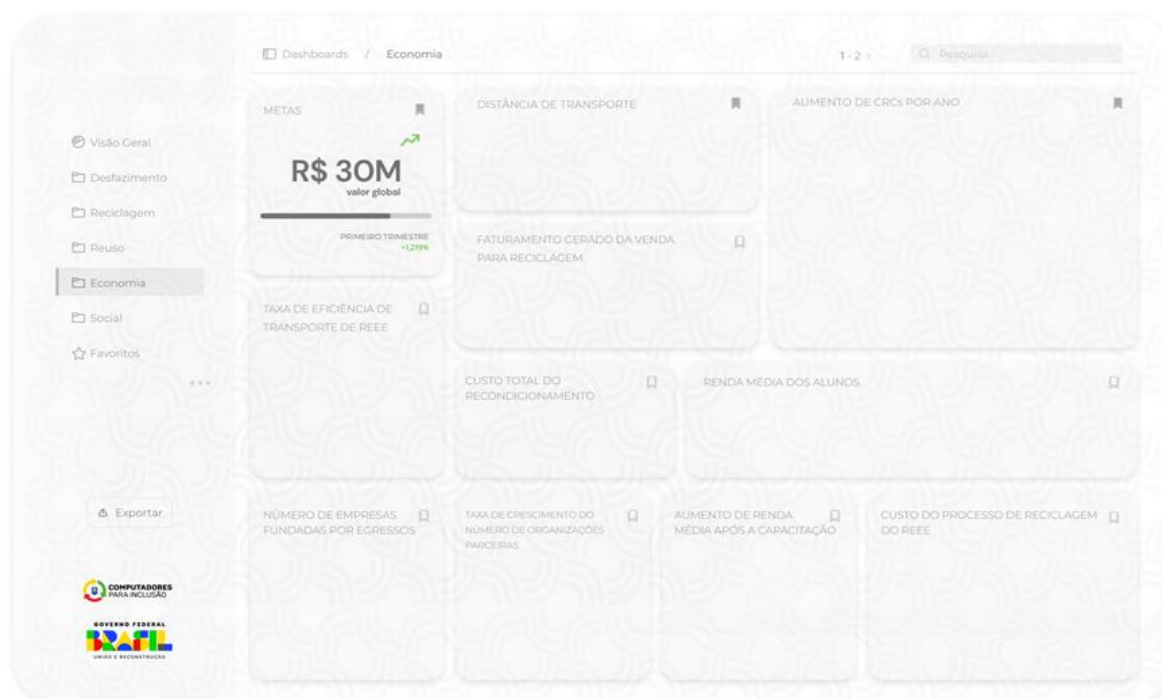 Dashboards / Economia
1 - 2 ›
Pesquisa
Visão Geral
Desfazimento
Reciclagem
Reuso
Economia
Social
Favoritos
Exportar
COMPUTADORES
PARA INCLUSÃO
GOVERNO FEDERAL
BRASIL
UNIÃO E RECONSTRUÇÃO
METAS
R$ 30M
valor global
PRIMEIRO TRIMESTRE
+1,219%
DISTÂNCIA DE TRANSPORTE
AUMENTO DE CRCs POR ANO
FATURAMENTO GERADO DA VENDA
PARA RECICLAGEM
TAXA DE EFICIÊNCIA DE
TRANSPORTE DE REEE
CUSTO TOTAL DO
RECONDICIONAMENTO
RENDA MÉDIA DOS ALUNOS
NÚMERO DE EMPRESAS
FUNDADAS POR EGRESSOS
TAXA DE CRESCIMENTO DO
NÚMERO DE ORGANIZAÇÕES
PARCEIRAS
AUMENTO DE RENDA
MÉDIA APÓS A CAPACITAÇÃO
CUSTO DO PROCESSO DE RECICLAGEM
DO REEE